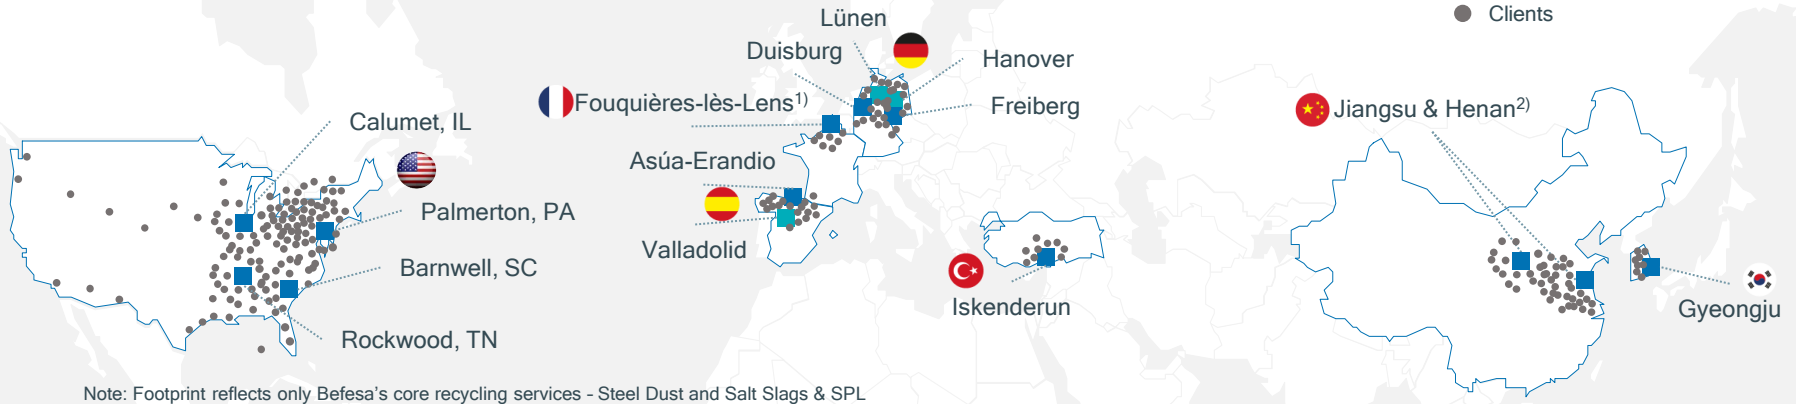 Clients
Lünen
Duisburg
Hanover
Fouquières-lès-Lens1)
Freiberg
Jiangsu & Henan2)
Calumet, IL
Asúa-Erandio
Palmerton, PA
Valladolid
Barnwell, SC
Iskenderun
Gyeongju
Rockwood, TN
Note: Footprint reflects only Befesa’s core recycling services - Steel Dust and Salt Slags & SPL